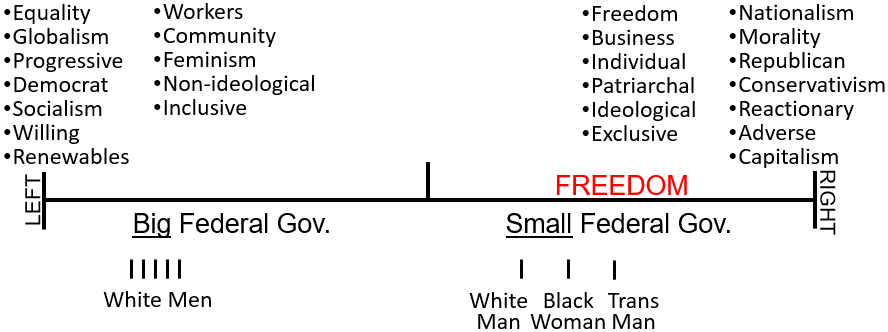 •Equality
•Globalism
•Progressive
•Democrat
•Socialism
•Willing
•Renewables
•Workers
•Community
•Feminism
•Non-ideological
•Inclusive
•Freedom
•Business
•Individual
•Patriarchal
•Ideological
•Exclusive
•Nationalism
•Morality
•Republican
•Conservativism
•Reactionary
•Adverse
•Capitalism
LEFT
FREEDOM
RIGHT
Big Federal Gov.
Small Federal Gov.
White Men
White
Man
Black
Woman
Trans
Man